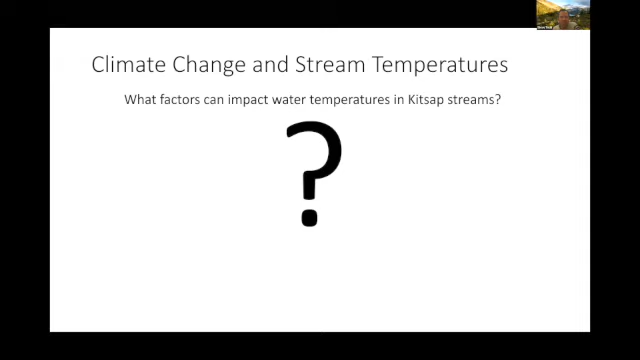 Climate Change and Stream Temperatures
What factors can impact water temperatures in Kitsap streams?
?